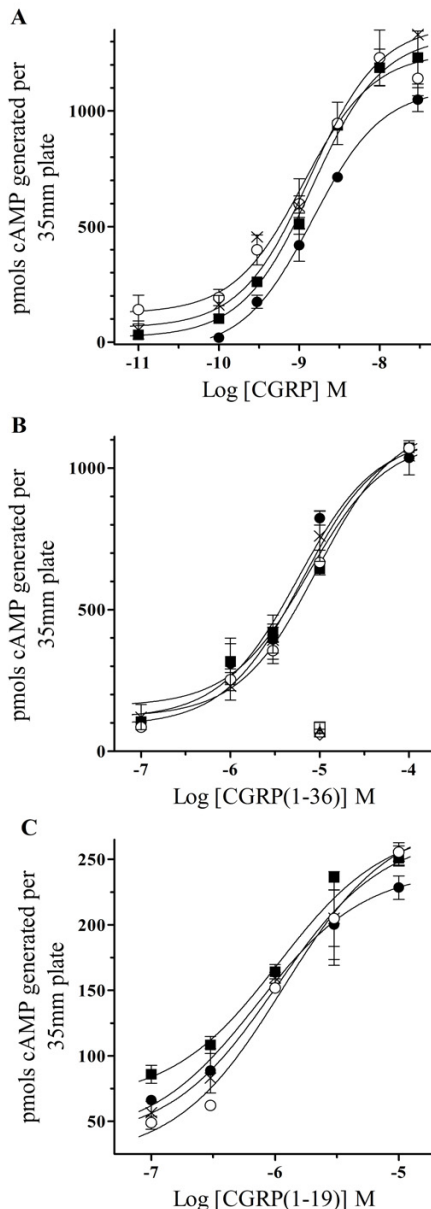 A
pmols cAMP generated per
35mm plate
1000
500
0
-11
-10
-9
-8
Log [CGRP] M
B
pmols cAMP generated per
35mm plate
1000
500
0
-7
-6
-5
-4
Log [CGRP(1-36)] M
C
pmols cAMP generated per
35mm plate
250
200
150
100
50
-7
-6
-5
Log [CGRP(1-19)] M